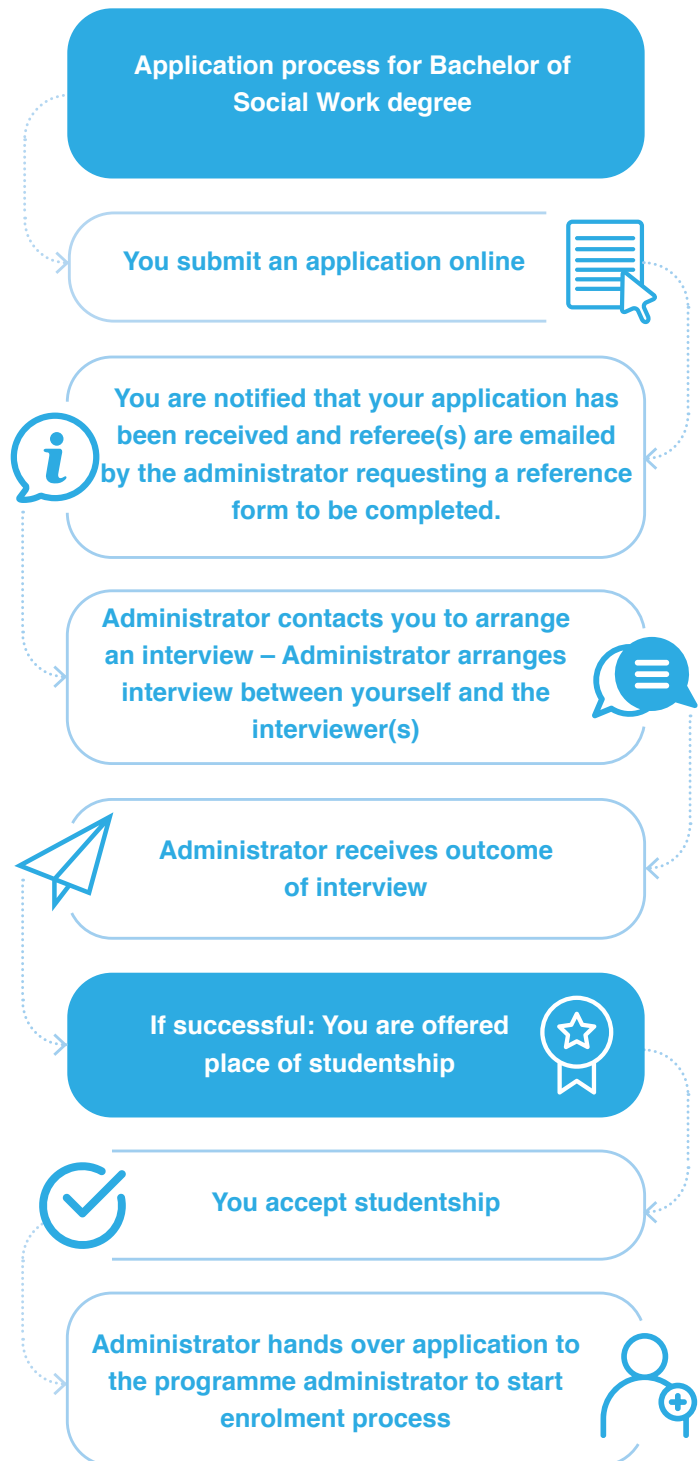 Application process for Bachelor of
Social Work degree
You submit an application online
You are notified that your application has
been received and referee(s) are emailed
by the administrator requesting a reference
form to be completed.
Administrator contacts you to arrange
an interview – Administrator arranges
interview between yourself and the
interviewer(s)
Administrator receives outcome
of interview
If successful: You are offered
place of studentship
You accept studentship
Administrator hands over application to
the programme administrator to start
enrolment process